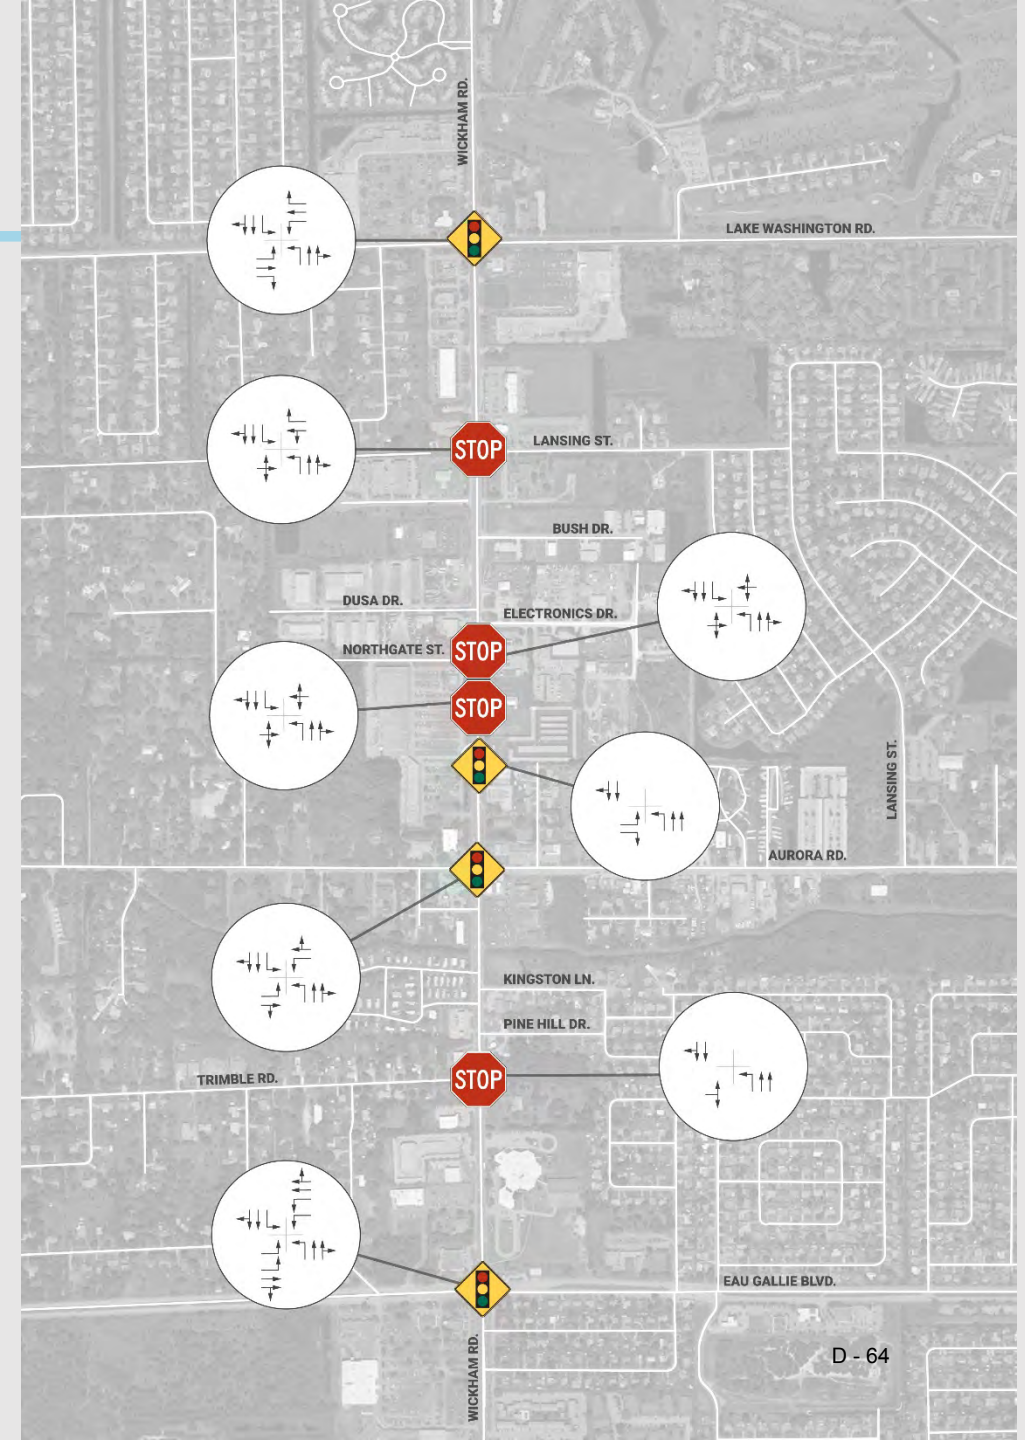 WICKHAM RD.
LAKE WASHINGTON RD.
STOP
LANSING ST.
BUSH DR.
DUSA DR.
ELECTRONICS DR.
NORTHGATE ST.
STOP
STOP
LANSING ST.
AURORA RD.
KINGSTON LN.
PINE HILL DR.
TRIMBLE RD.
STOP
EAU GALLIE BLVD.
WICKHAM RD.
D - 64